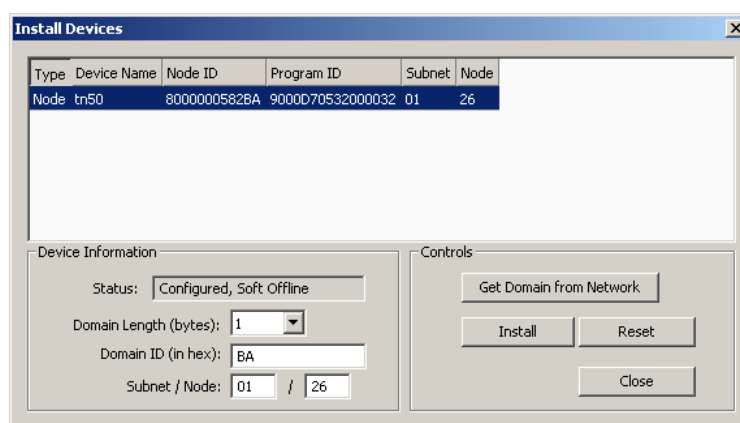 Install Devices
Type Device Name Node ID Program ID Subnet Node
Node tn50 8000000582BA 9000D70532000032 01 26
Device Information
Status: Configured, Soft Offline
Domain Length (bytes): 1
Domain ID (in hex): BA
Subnet / Node: 01 / 26
Controls
Get Domain from Network
Install Reset
Close